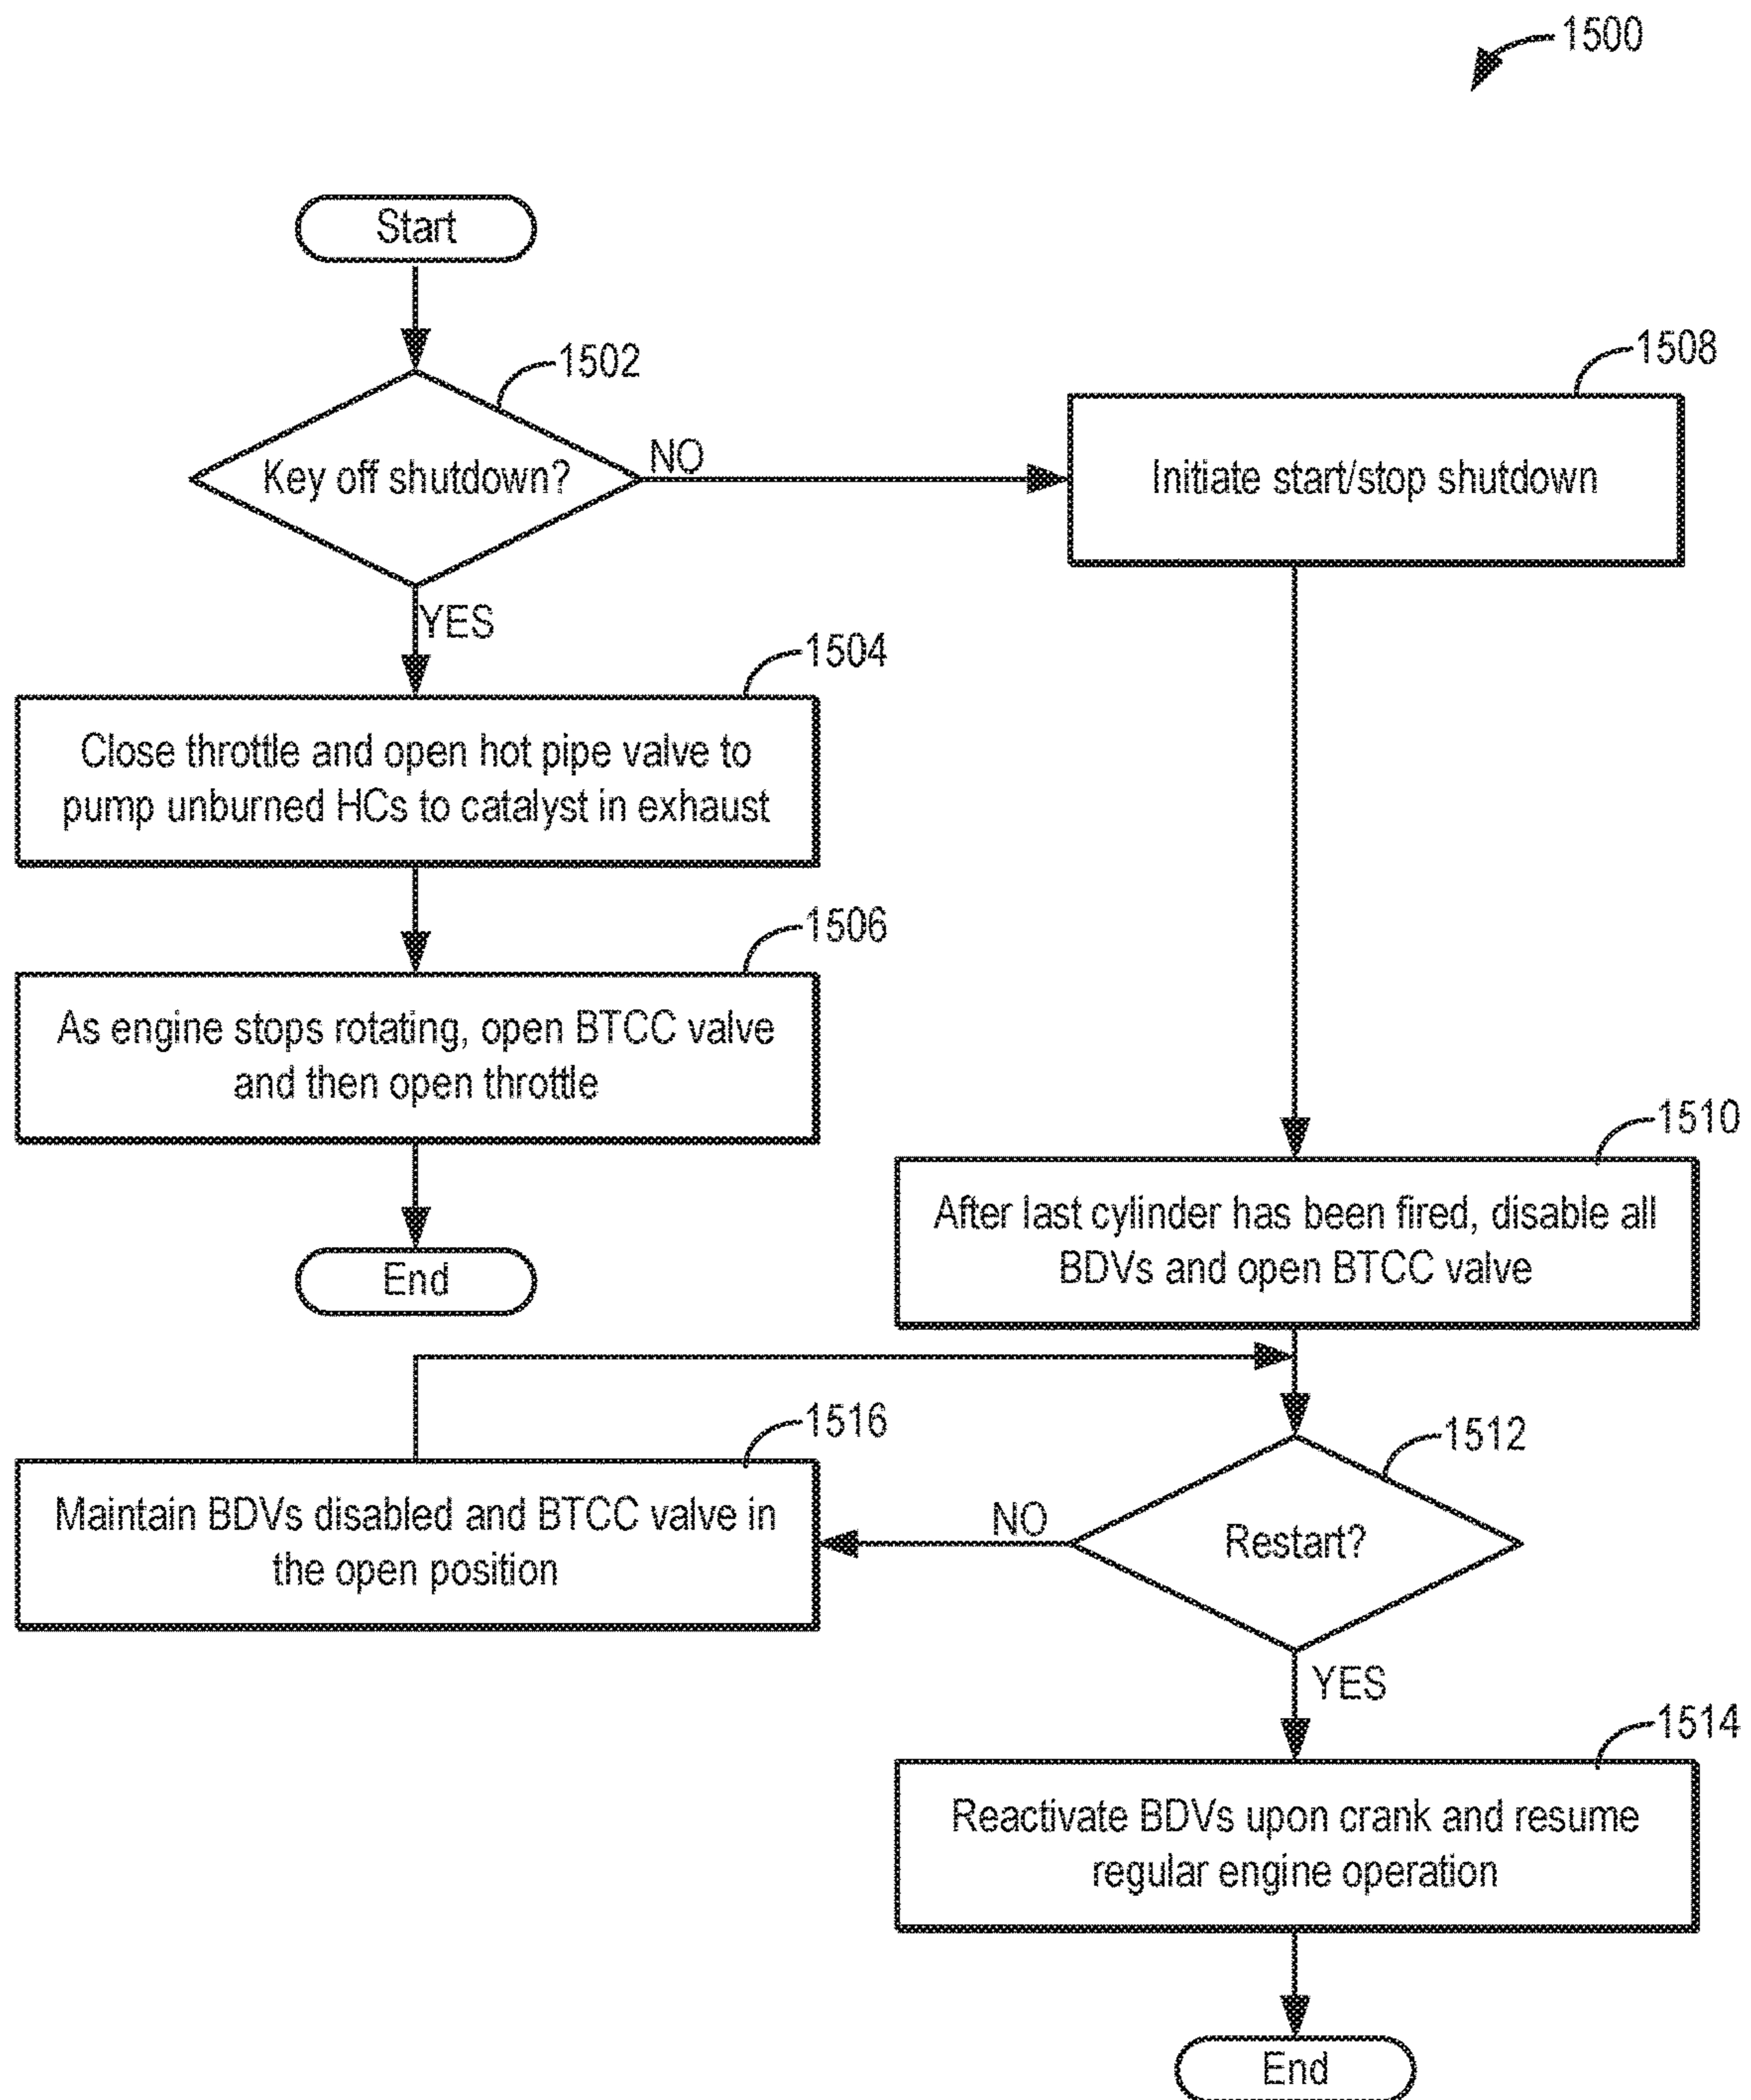 1500
Start
1502
Key off shutdown?
NO
YES
1508
Initiate start/stop shutdown
1504
Close throttle and open hot pipe valve to
pump unburned HCs to catalyst in exhaust
1506
As engine stops rotating, open BTCC valve
and then open throttle
End
1510
After last cylinder has been fired, disable all
BDVs and open BTCC valve
1512
Restart?
NO
YES
1516
Maintain BDVs disabled and BTCC valve in
the open position
1514
Reactivate BDVs upon crank and resume
regular engine operation
End